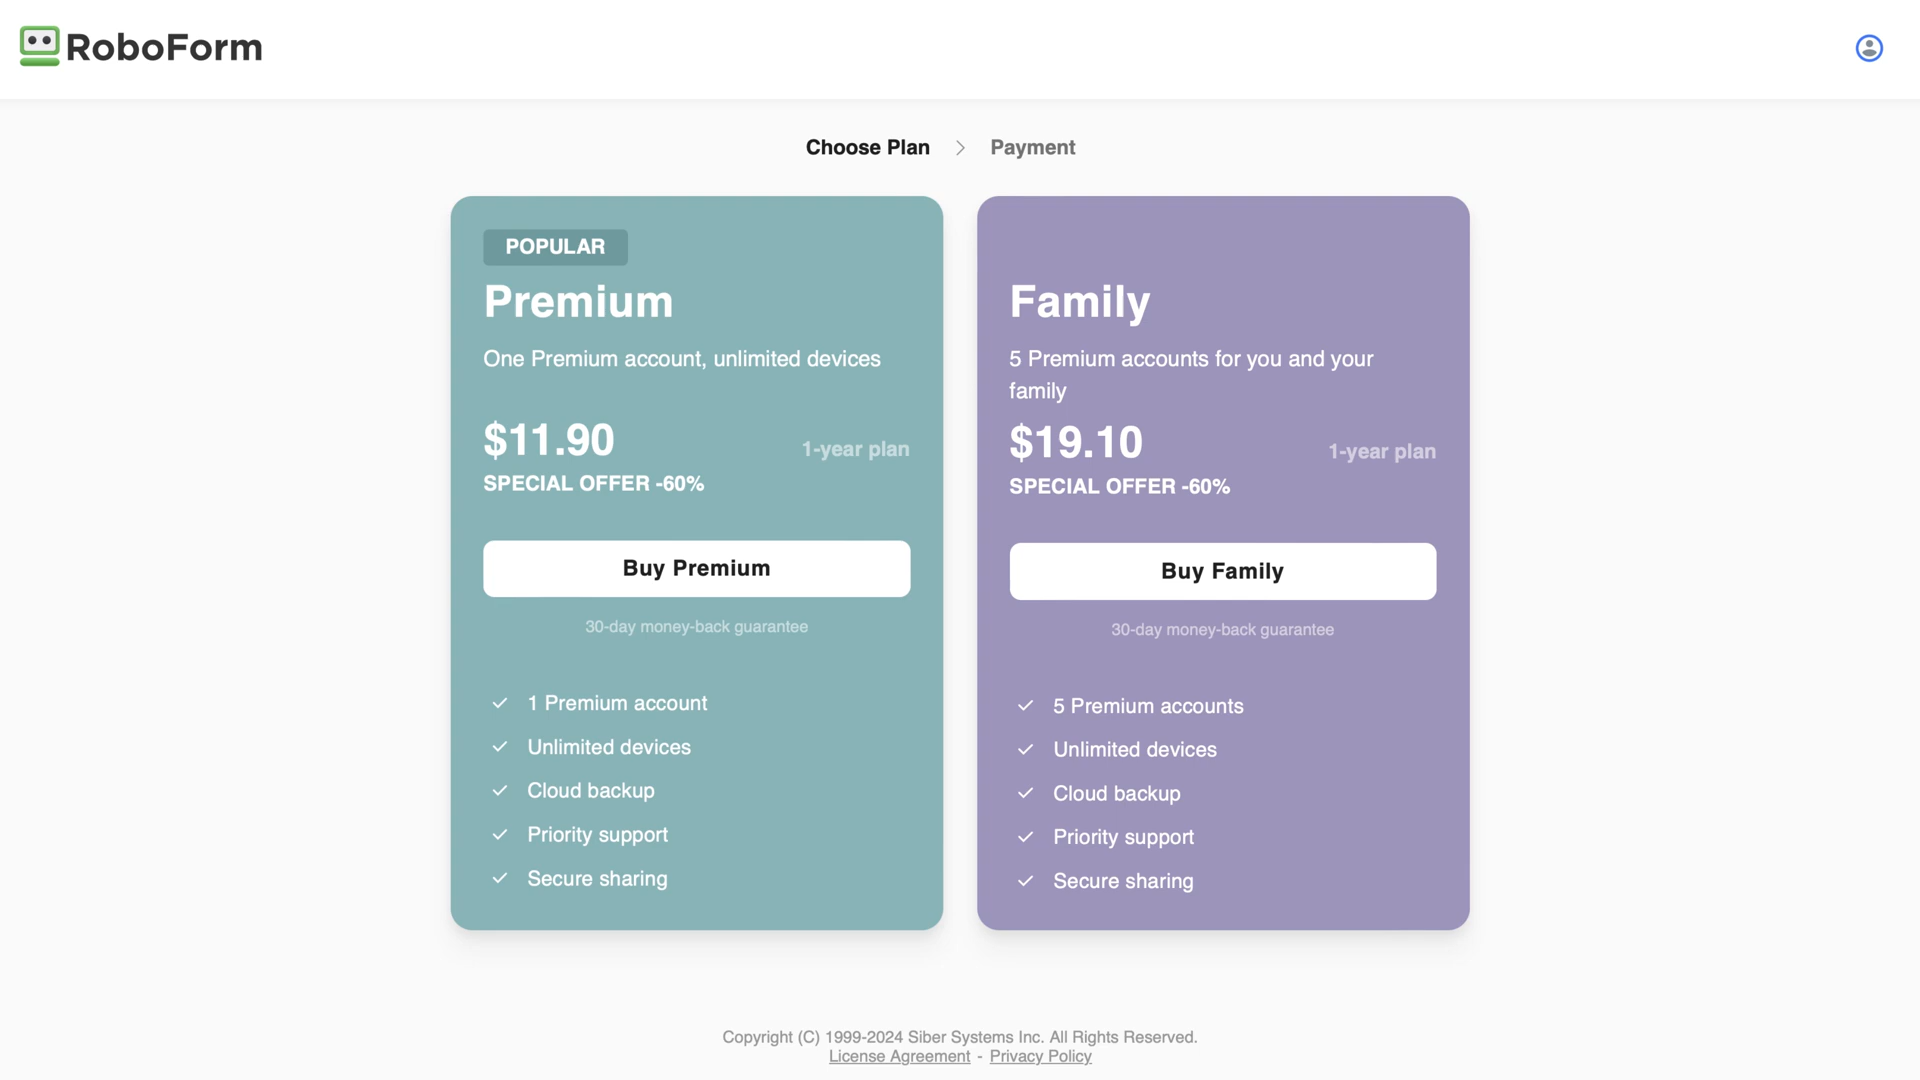 RoboForm
Choose Plan
Payment
POPULAR
Premium
One Premium account, unlimited devices
$11.90
1-year plan
SPECIAL OFFER -60%
Buy Premium
30-day money-back guarantee
1 Premium account
Unlimited devices
Cloud backup
Priority support
Secure sharing
Family
5 Premium accounts for you and your
family
$19.10
1-year plan
SPECIAL OFFER -60%
Buy Family
30-day money-back guarantee
5 Premium accounts
Unlimited devices
Cloud backup
Priority support
Secure sharing
Copyright (C) 1999-2024 Siber Systems Inc. All Rights Reserved.
License Agreement - Privacy Policy